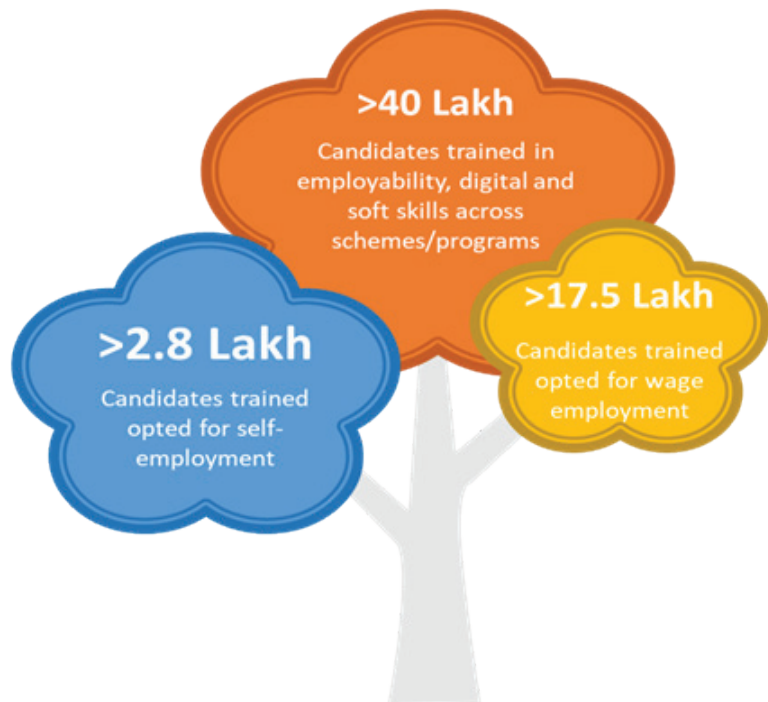 >40 Lakh
Candidates trained in
employability, digital and
soft skills across
schemes/programs
>2.8 Lakh
Candidates trained
opted for self-
employment
>17.5 Lakh
Candidates trained
opted for wage
employment